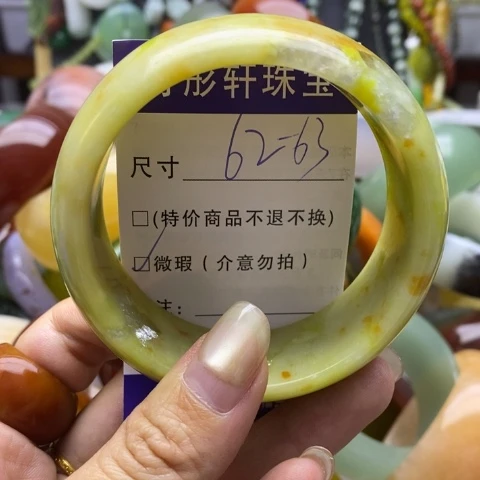 彤轩珠宝
尺寸 62-63
□(特价商品不退不换)
☑微瑕(介意勿拍)
注: